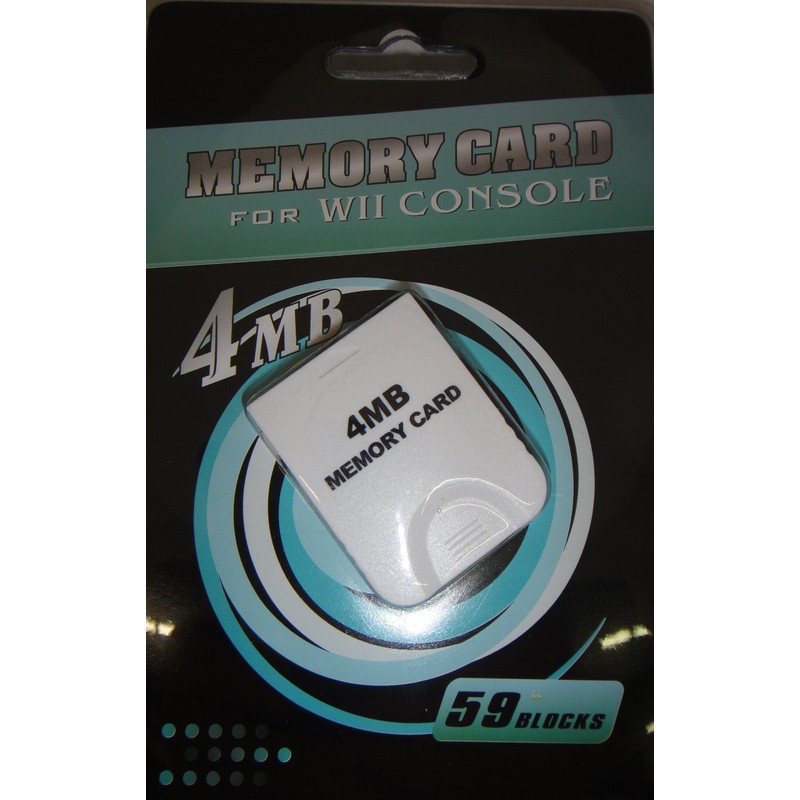 MEMORY CARD
FOR WII CONSOLE
4MB
4MB
MEMORY CARD
59 BLOCKS